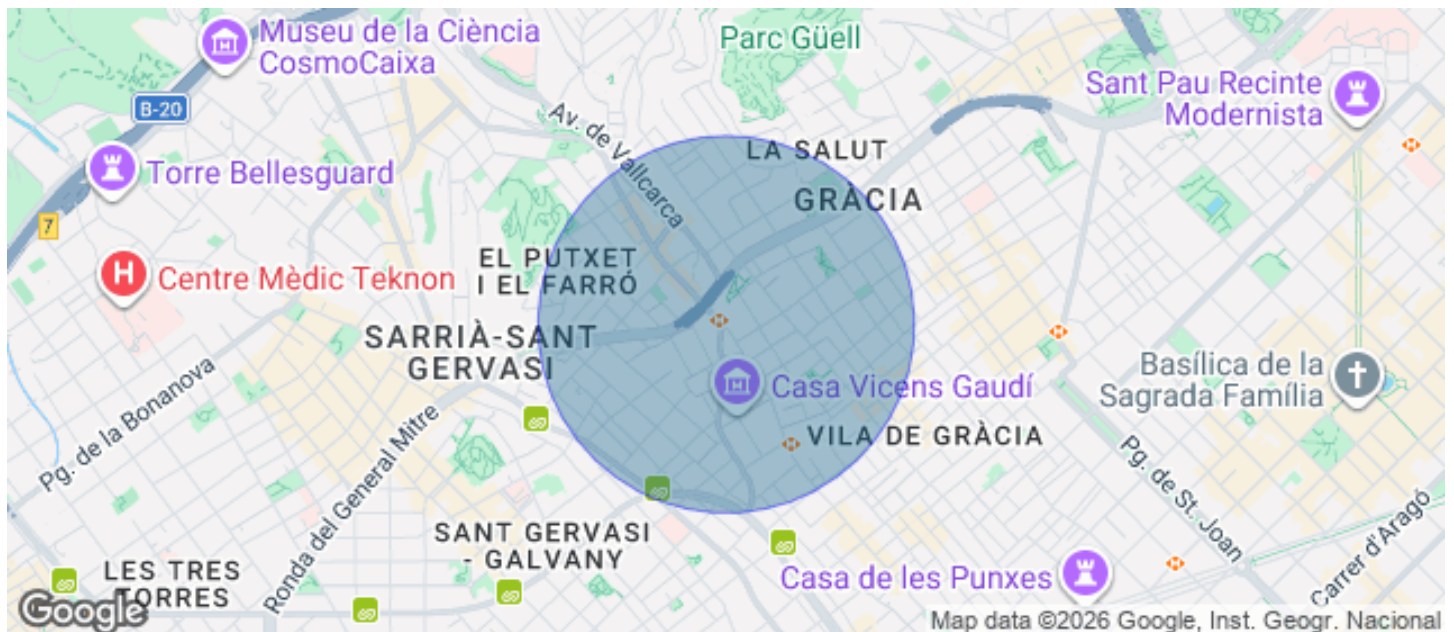 Museu de la Ciència
CosmoCaixa
Parc Güell
Sant Pau Recinte
Modernista
B-20
Av. de Vallcarca
LA SALUT
Torre Bellesguard
GRÀCIA
7
EL PUTXET
I EL FARRÓ
H
Centre Mèdic Teknon
SARRIÀ-SANT
GERVASI
Basílica de la
Sagrada Família
Casa Vicens Gaudí
Pg. de la Bonanova
Ronda del General Mitre
VILA DE GRÀCIA
Pg. de St. Joan
Carrer d'Aragó
SANT GERVASI
- GALVANY
LES TRES
TORRES
Casa de les Punxes
Google
Map data ©2026 Google, Inst. Geogr. Nacional